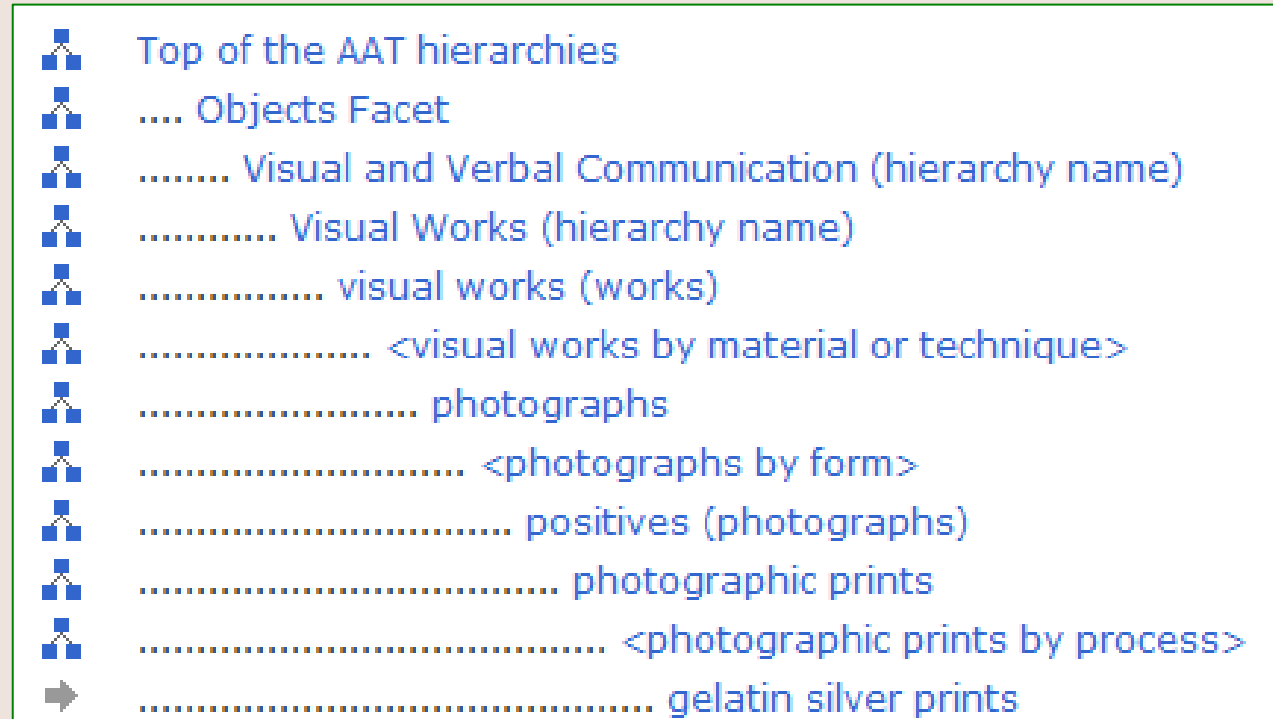 Top of the AAT hierarchies
.... Objects Facet
........ Visual and Verbal Communication (hierarchy name)
............ Visual Works (hierarchy name)
................ visual works (works)
.................... <visual works by material or technique>
........................ photographs
............................ <photographs by form>
................................ positives (photographs)
.................................... photographic prints
........................................ <photographic prints by process>
............................................ gelatin silver prints